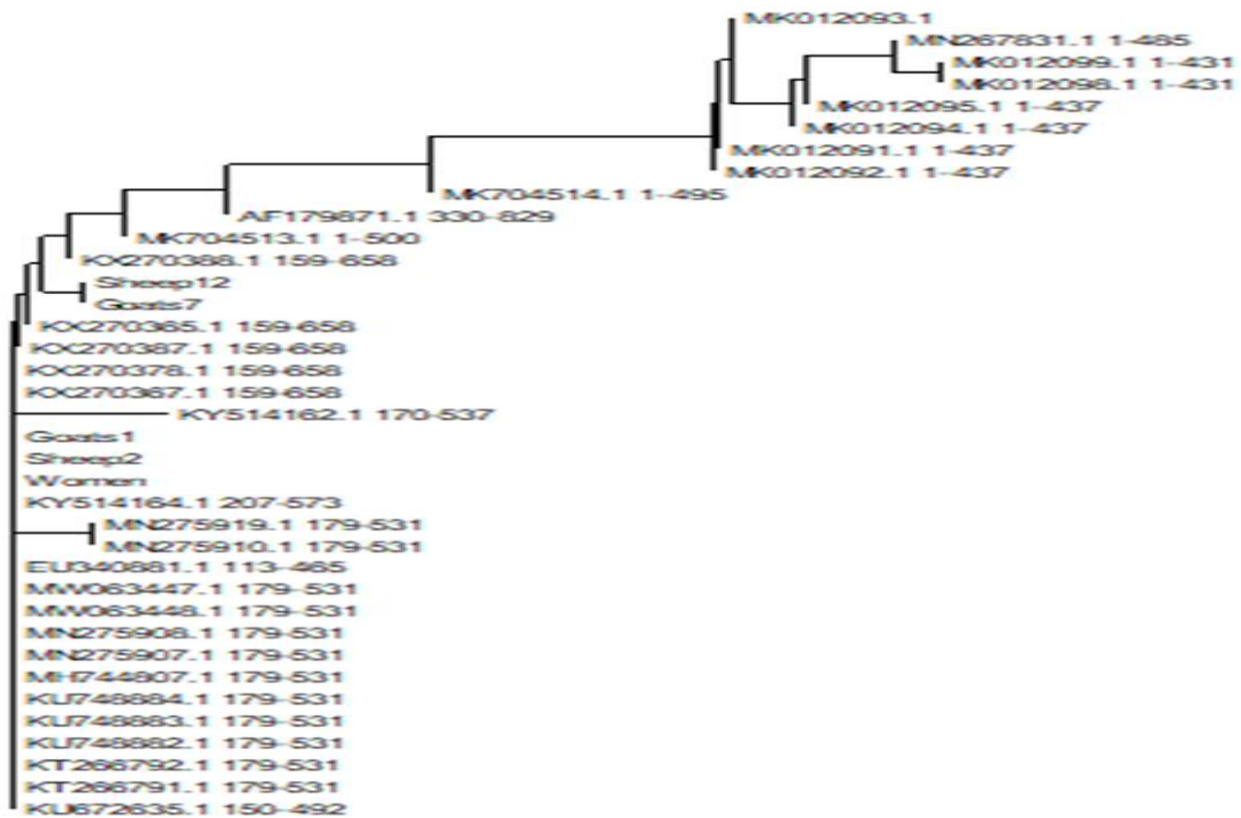 MK012093.1
MN267831.1 1-485
MK012099.1 1-431
MK012098.1 1-431
MK012095.1 1-437
MK012094.1 1-437
MK012091.1 1-437
MK012092.1 1-437
MK704514.1 1-495
AF179871.1 330-829
MK704513.1 1-500
KX270388.1 159-658
Sheep12
Goats7
KX270365.1 159-658
KX270387.1 159-658
KX270378.1 159-658
KX270367.1 159-658
KY514162.1 170-537
Goats1
Sheep2
Women
KY514164.1 207-573
MN275919.1 179-531
MN275910.1 179-531
EU340881.1 113-465
MW063447.1 179-531
MW063448.1 179-531
MN275908.1 179-531
MN275907.1 179-531
MH744807.1 179-531
KU748884.1 179-531
KU748883.1 179-531
KU748882.1 179-531
KT266792.1 179-531
KT266791.1 179-531
KU672635.1 150-492